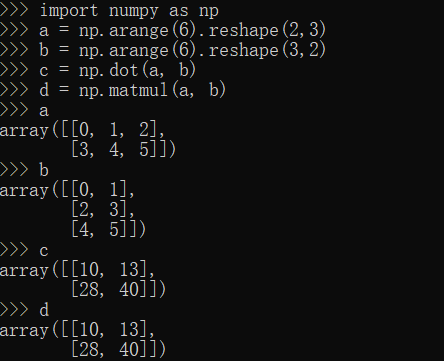 >>> import numpy as np
>>> a = np.arange(6).reshape(2,3)
>>> b = np.arange(6).reshape(3,2)
>>> c = np.dot(a, b)
>>> d = np.matmul(a, b)
>>> a
array([[0, 1, 2],
       [3, 4, 5]])
>>> b
array([[0, 1],
       [2, 3],
       [4, 5]])
>>> c
array([[10, 13],
       [28, 40]])
>>> d
array([[10, 13],
       [28, 40]])